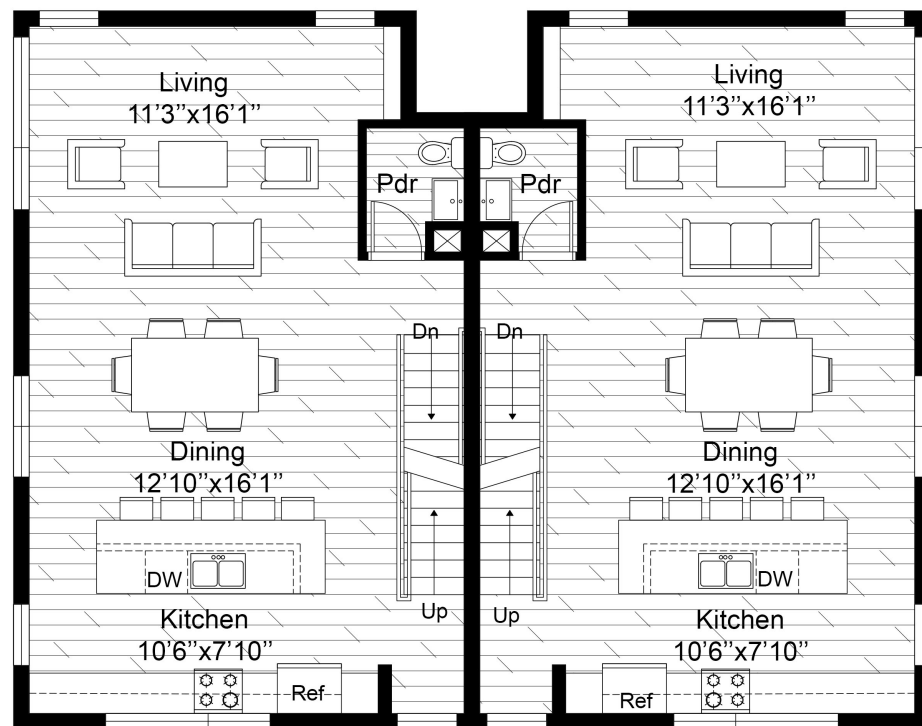 Living
11'3''x16'1''
Living
11'3''x16'1''
Pdr
Pdr
Dn
Dn
Dining
12'10''x16'1''
Dining
12'10''x16'1''
DW
DW
Up
Up
Kitchen
10'6''x7'10''
Kitchen
10'6''x7'10''
Ref
Ref